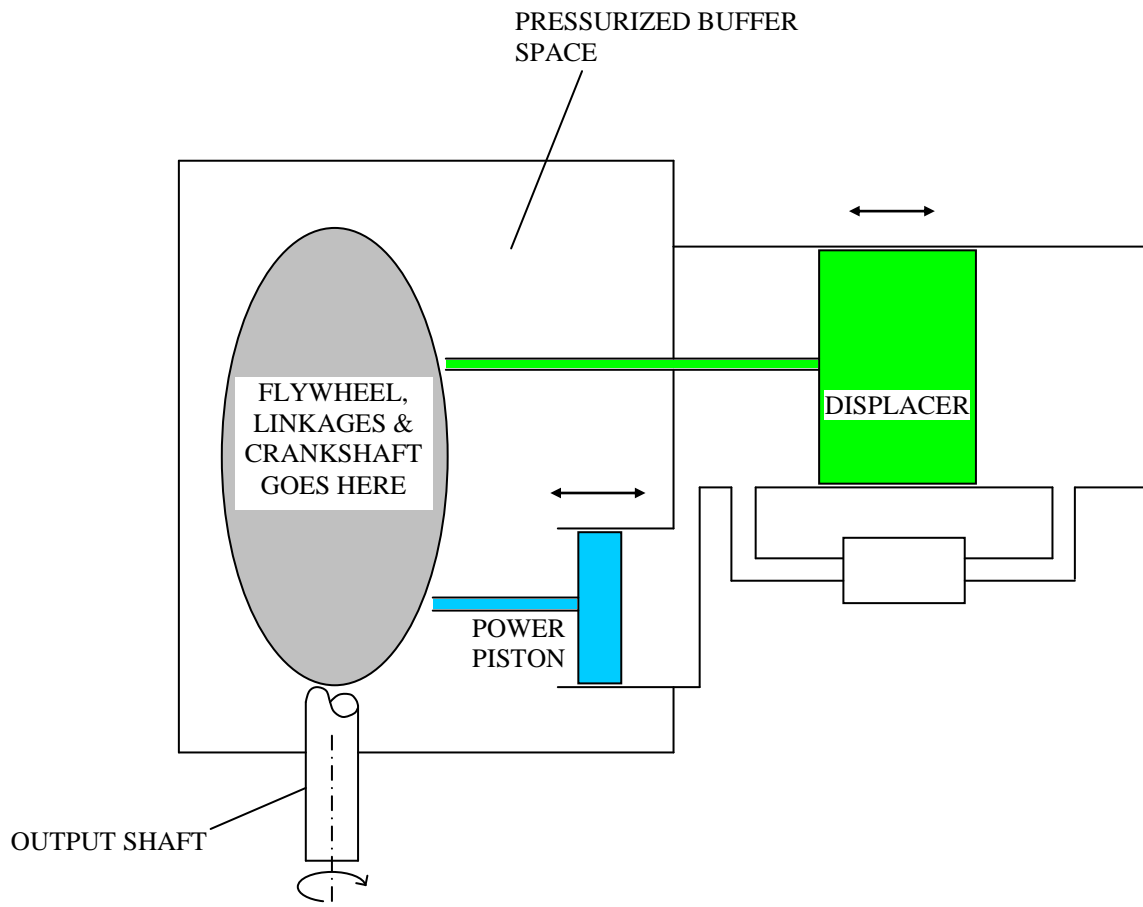 PRESSURIZED BUFFER
SPACE
FLYWHEEL,
LINKAGES &
CRANKSHAFT
GOES HERE
DISPLACER
POWER
PISTON
OUTPUT SHAFT